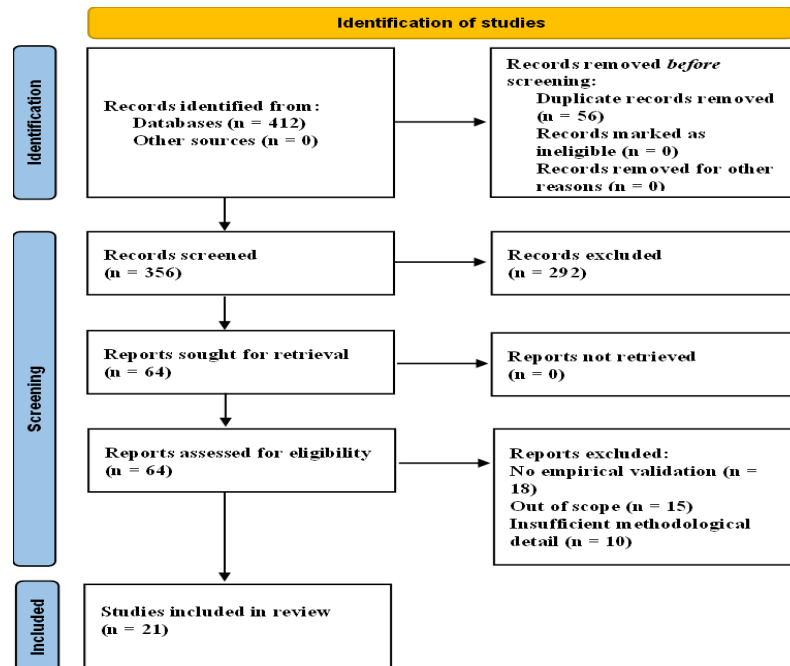 Identification of studies
Identification
Records identified from:
Databases (n = 412)
Other sources (n = 0)
Records removed before
screening:
Duplicate records removed
(n = 56)
Records marked as
ineligible (n = 0)
Records removed for other
reasons (n = 0)
Screening
Records screened
(n = 356)
Records excluded
(n = 292)
Reports sought for retrieval
(n = 64)
Reports not retrieved
(n = 0)
Reports assessed for eligibility
(n = 64)
Reports excluded:
No empirical validation (n =
18)
Out of scope (n = 15)
Insufficient methodological
detail (n = 10)
Included
Studies included in review
(n = 21)